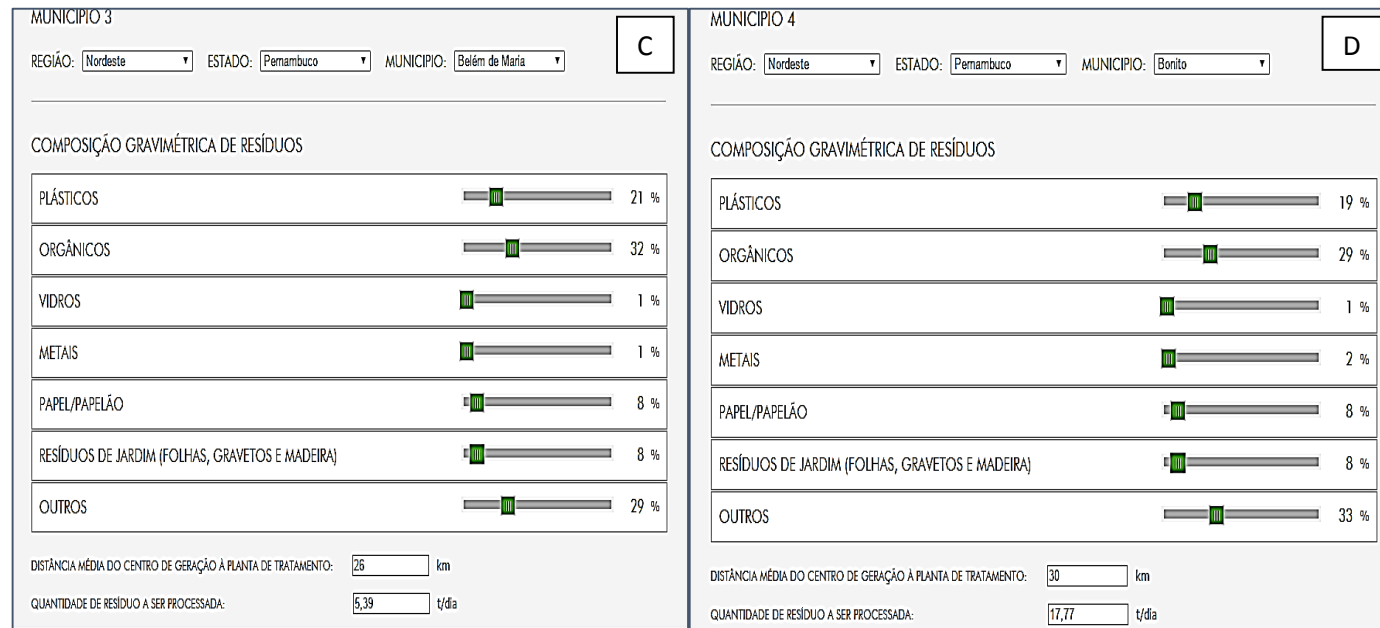 MUNICÍPIO 3
C
REGIÃO: Nordeste ESTADO: Pernambuco MUNICIPIO: Belém de Maria
COMPOSIÇÃO GRAVIMÉTRICA DE RESÍDUOS
PLÁSTICOS 21 %
ORGÂNICOS 32 %
VIDROS 1 %
METAIS 1 %
PAPEL/PAPELÃO 8 %
RESÍDUOS DE JARDIM (FOLHAS, GRAVETOS E MADEIRA) 8 %
OUTROS 29 %
DISTÂNCIA MÉDIA DO CENTRO DE GERAÇÃO À PLANTA DE TRATAMENTO: 26 km
QUANTIDADE DE RESÍDUO A SER PROCESSADA: 5,39 t/dia
MUNICIPIO 4
D
REGIÃO: Nordeste ESTADO: Pernambuco MUNICIPIO: Bonito
COMPOSIÇÃO GRAVIMÉTRICA DE RESÍDUOS
PLÁSTICOS 19 %
ORGÂNICOS 29 %
VIDROS 1 %
METAIS 2 %
PAPEL/PAPELÃO 8 %
RESÍDUOS DE JARDIM (FOLHAS, GRAVETOS E MADEIRA) 8 %
OUTROS 33 %
DISTÂNCIA MÉDIA DO CENTRO DE GERAÇÃO À PLANTA DE TRATAMENTO: 30 km
QUANTIDADE DE RESÍDUO A SER PROCESSADA: 17,77 t/dia